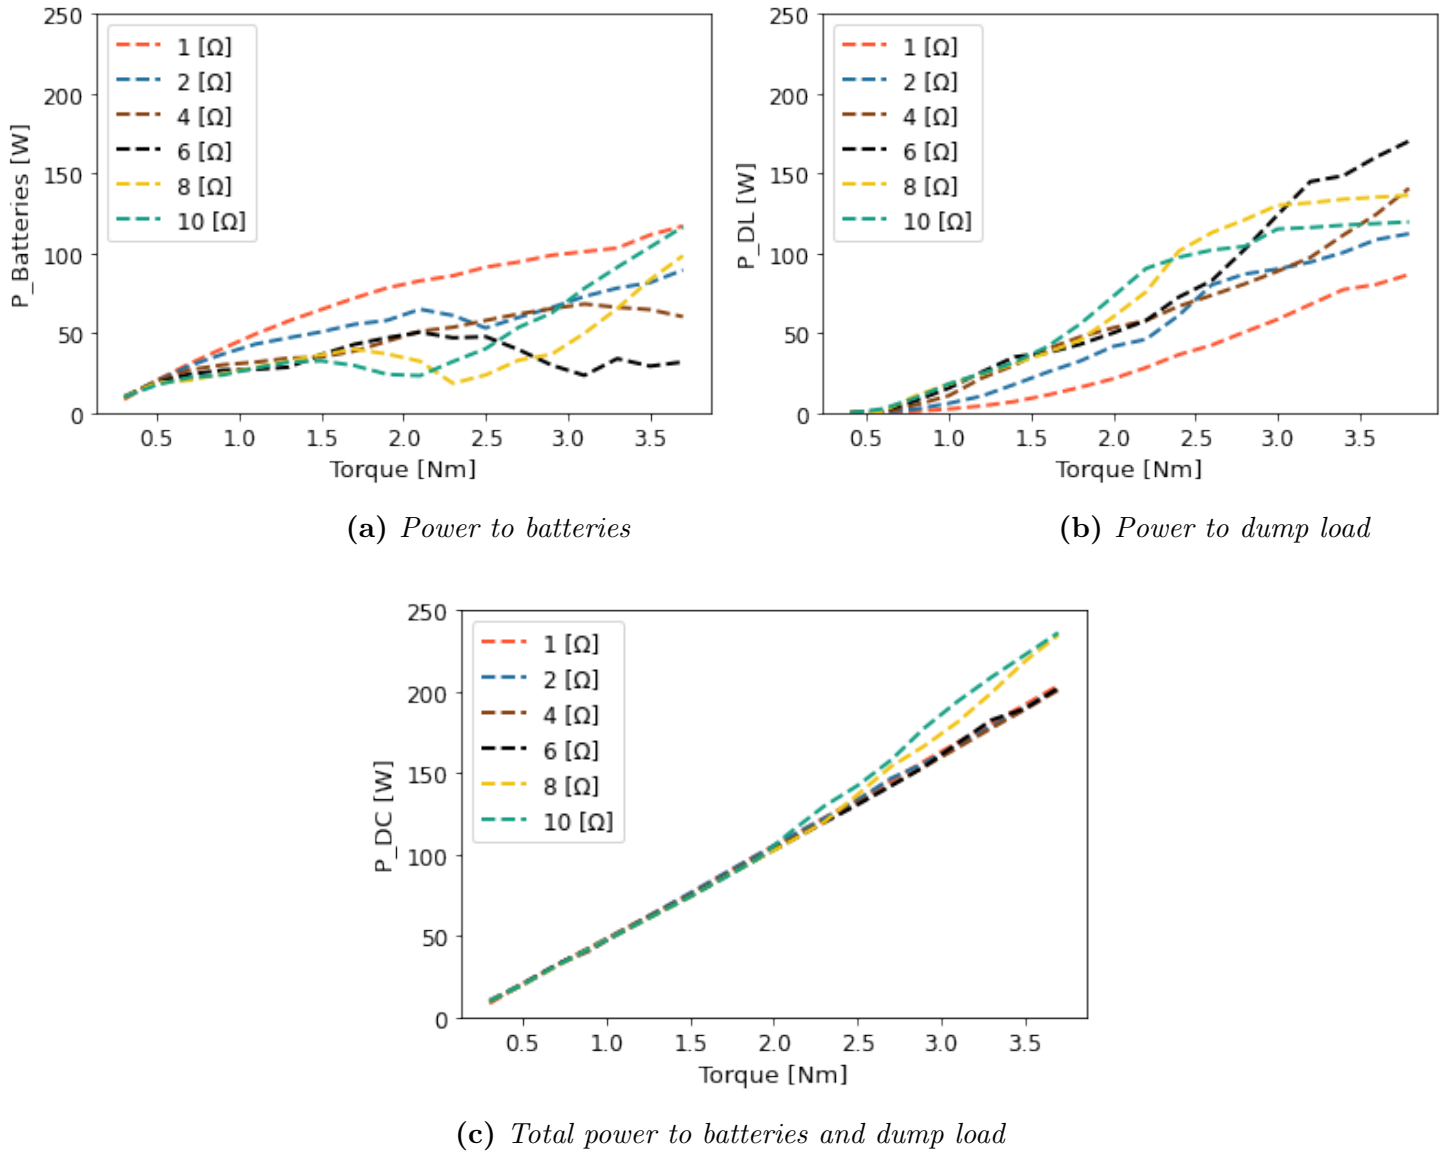 250
200
150
100
50
0
P_Batteries [W]
1 [Ω]
2 [Ω]
4 [Ω]
6 [Ω]
8 [Ω]
10 [Ω]
0.5 1.0 1.5 2.0 2.5 3.0 3.5
Torque [Nm]
(a) Power to batteries
250
200
150
100
50
0
P_DL [W]
1 [Ω]
2 [Ω]
4 [Ω]
6 [Ω]
8 [Ω]
10 [Ω]
0.5 1.0 1.5 2.0 2.5 3.0 3.5
Torque [Nm]
(b) Power to dump load
250
200
150
100
50
0
P_DC [W]
1 [Ω]
2 [Ω]
4 [Ω]
6 [Ω]
8 [Ω]
10 [Ω]
0.5 1.0 1.5 2.0 2.5 3.0 3.5
Torque [Nm]
(c) Total power to batteries and dump load